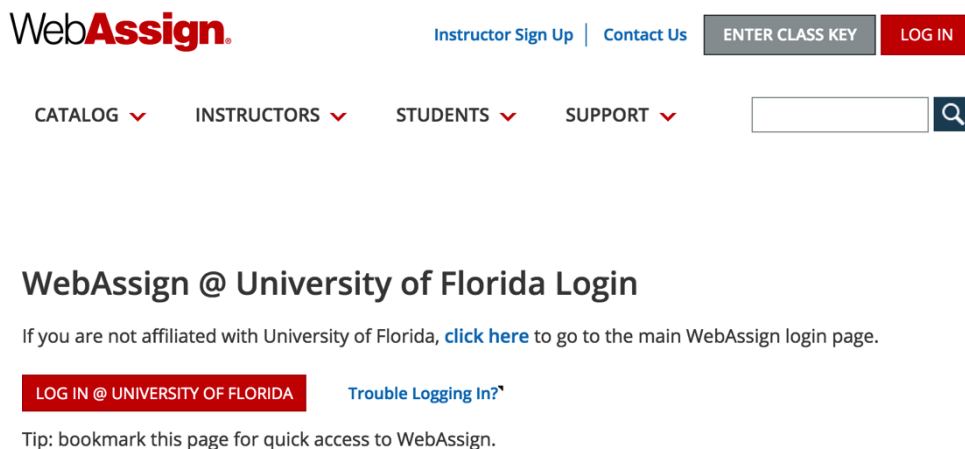 WebAssign.
Instructor Sign Up | Contact Us ENTER CLASS KEY LOG IN
CATALOG INSTRUCTORS STUDENTS SUPPORT
WebAssign @ University of Florida Login
If you are not affiliated with University of Florida, click here to go to the main WebAssign login page.
LOG IN @ UNIVERSITY OF FLORIDA Trouble Logging In?
Tip: bookmark this page for quick access to WebAssign.